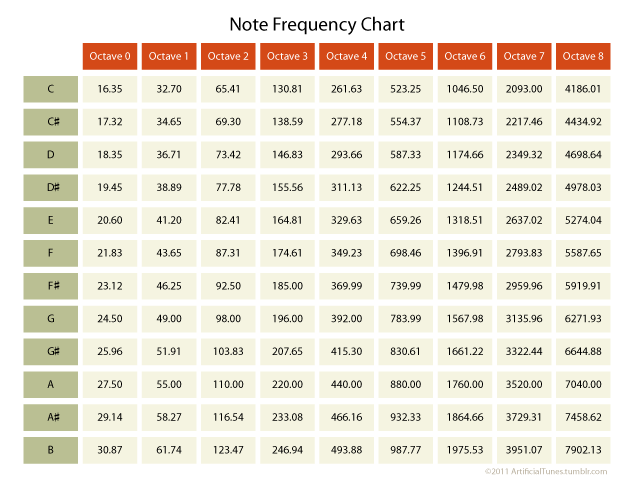 Note Frequency Chart
Octave 0 Octave 1 Octave 2 Octave 3 Octave 4 Octave 5 Octave 6 Octave 7 Octave 8
C 16.35 32.70 65.41 130.81 261.63 523.25 1046.50 2093.00 4186.01
C♯ 17.32 34.65 69.30 138.59 277.18 554.37 1108.73 2217.46 4434.92
D 18.35 36.71 73.42 146.83 293.66 587.33 1174.66 2349.32 4698.64
D♯ 19.45 38.89 77.78 155.56 311.13 622.25 1244.51 2489.02 4978.03
E 20.60 41.20 82.41 164.81 329.63 659.26 1318.51 2637.02 5274.04
F 21.83 43.65 87.31 174.61 349.23 698.46 1396.91 2793.83 5587.65
F♯ 23.12 46.25 92.50 185.00 369.99 739.99 1479.98 2959.96 5919.91
G 24.50 49.00 98.00 196.00 392.00 783.99 1567.98 3135.96 6271.93
G♯ 25.96 51.91 103.83 207.65 415.30 830.61 1661.22 3322.44 6644.88
A 27.50 55.00 110.00 220.00 440.00 880.00 1760.00 3520.00 7040.00
A♯ 29.14 58.27 116.54 233.08 466.16 932.33 1864.66 3729.31 7458.62
B 30.87 61.74 123.47 246.94 493.88 987.77 1975.53 3951.07 7902.13
©2011 ArtificialTunes.tumblr.com